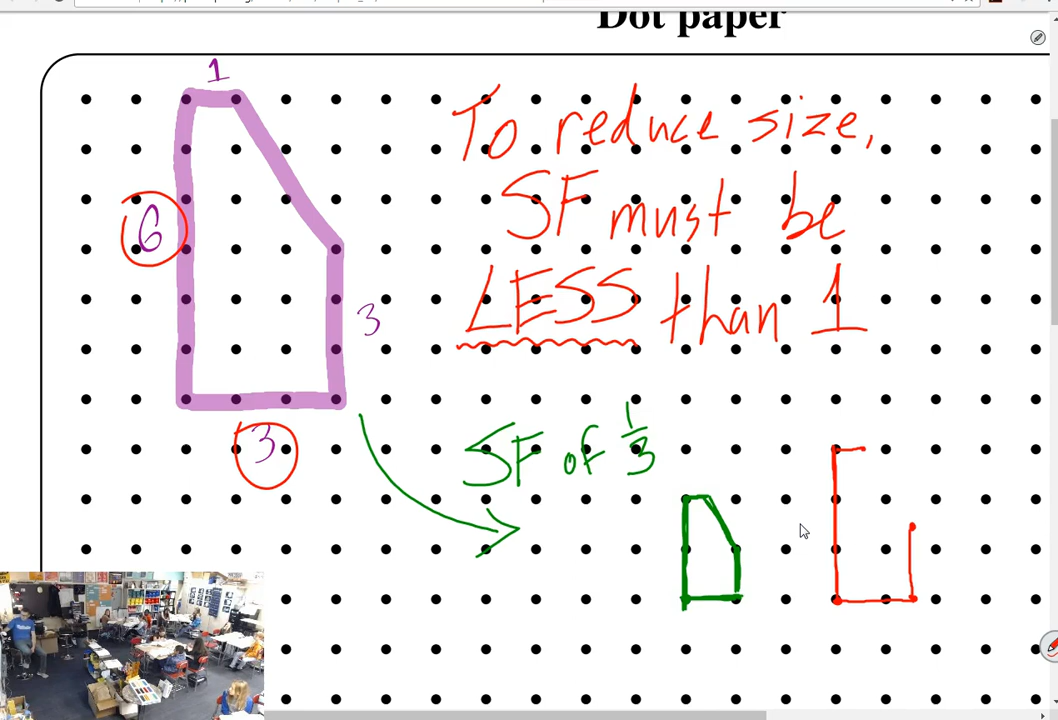 Dot paper
1
To reduce size,
SF must be
6
LESS than 1
3
3
SF of 1/3